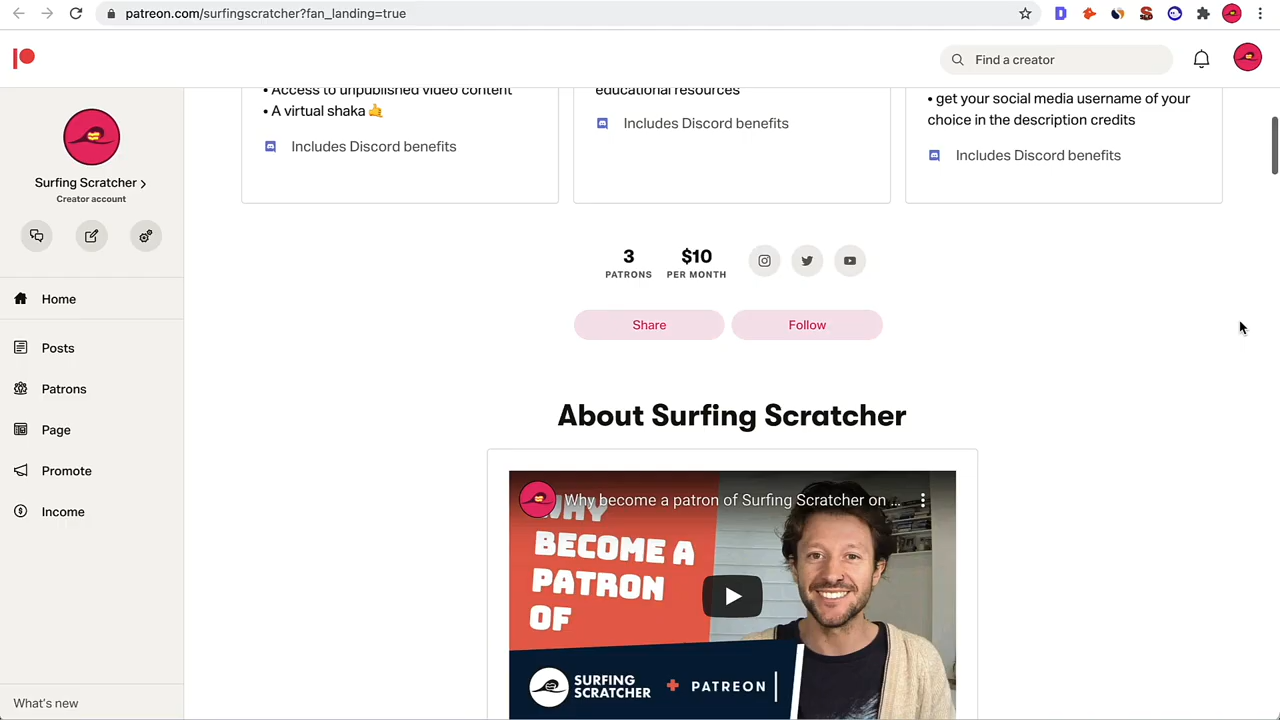 patreon.com/surfingscratcher?fan_landing=true
Find a creator
Surfing Scratcher
Creator account
Home
Posts
Patrons
Page
Promote
Income
What's new
• Access to unpublished video content
• A virtual shaka 🤙
Includes Discord benefits
educational resources
Includes Discord benefits
• get your social media username of your
choice in the description credits
Includes Discord benefits
3
PATRONS
$10
PER MONTH
Share
Follow
About Surfing Scratcher
Why become a patron of Surfing Scratcher on ...
WHY
BECOME A
PATRON
OF
SURFING
SCRATCHER
+ PATREON